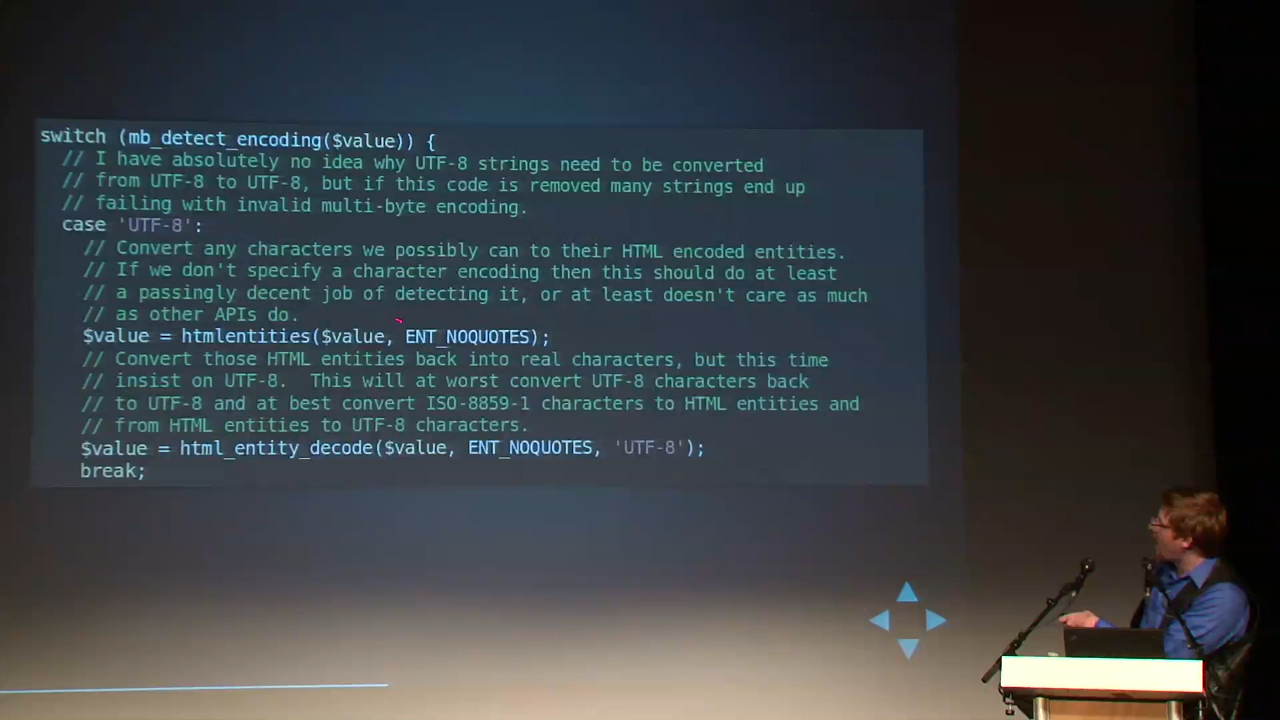 switch (mb_detect_encoding($value)) {
// I have absolutely no idea why UTF-8 strings need to be converted
// from UTF-8 to UTF-8, but if this code is removed many strings end up
// failing with invalid multi-byte encoding.
case 'UTF-8':
// Convert any characters we possibly can to their HTML encoded entities.
// If we don't specify a character encoding then this should do at least
// a passingly decent job of detecting it, or at least doesn't care as much
// as other APIs do.
$value = htmlentities($value, ENT_NOQUOTES);
// Convert those HTML entities back into real characters, but this time
// insist on UTF-8.  This will at worst convert UTF-8 characters back
// to UTF-8 and at best convert ISO-8859-1 characters to HTML entities and
// from HTML entities to UTF-8 characters.
$value = html_entity_decode($value, ENT_NOQUOTES, 'UTF-8');
break;